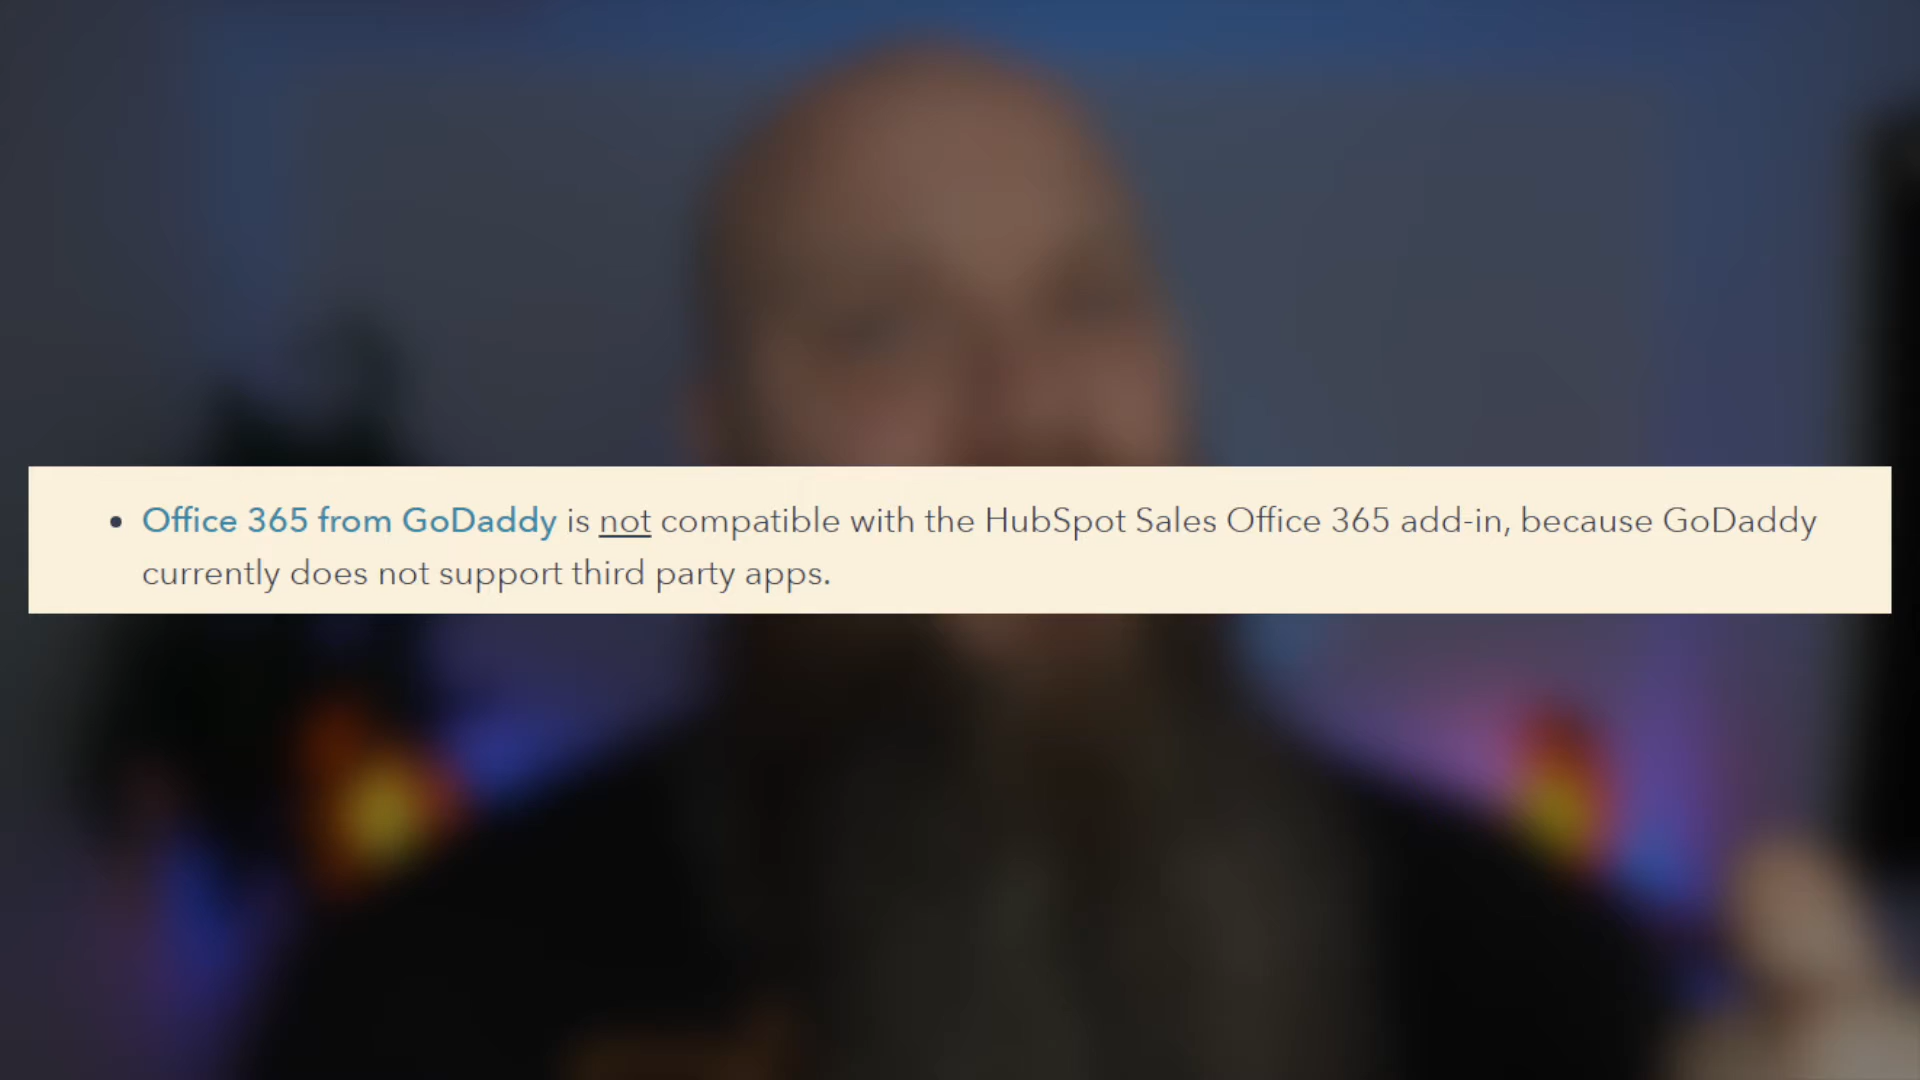 • Office 365 from GoDaddy is not compatible with the HubSpot Sales Office 365 add-in, because GoDaddy
currently does not support third party apps.